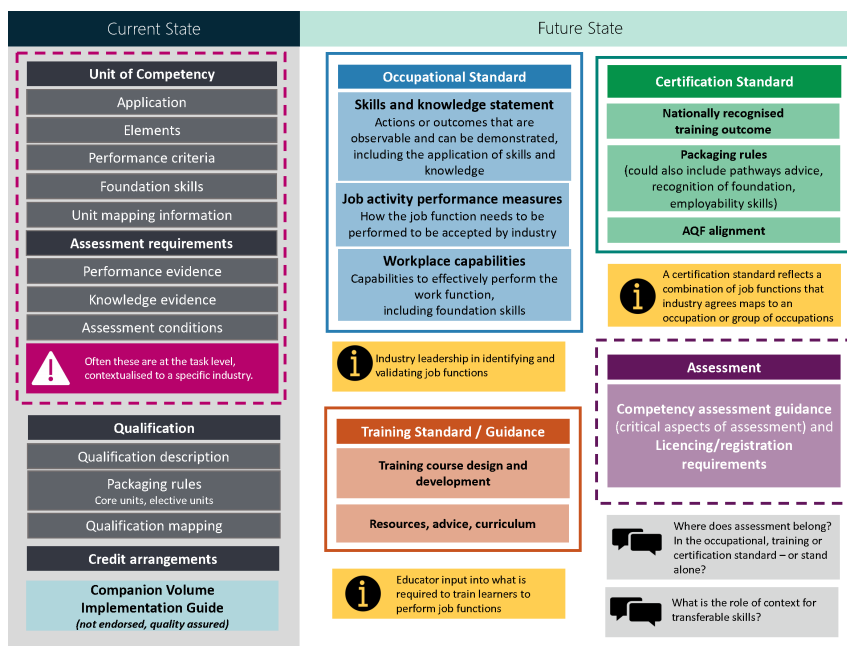 Current State
Future State
Unit of Competency
Application
Elements
Performance criteria
Foundation skills
Unit mapping information
Assessment requirements
Performance evidence
Knowledge evidence
Assessment conditions
Often these are at the task level,
contextualised to a specific industry.
Qualification
Qualification description
Packaging rules
Core units, elective units
Qualification mapping
Credit arrangements
Companion Volume
Implementation Guide
(not endorsed, quality assured)
Occupational Standard
Skills and knowledge statement
Actions or outcomes that are
observable and can be demonstrated,
including the application of skills and
knowledge
Job activity performance measures
How the job function needs to be
performed to be accepted by industry
Workplace capabilities
Capabilities to effectively perform the
work function,
including foundation skills
Industry leadership in identifying and
validating job functions
Training Standard / Guidance
Training course design and
development
Resources, advice, curriculum
Educator input into what is
required to train learners to
perform job functions
Certification Standard
Nationally recognised
training outcome
Packaging rules
(could also include pathways advice,
recognition of foundation,
employability skills)
AQF alignment
A certification standard reflects a
combination of job functions that
industry agrees maps to an
occupation or group of occupations
Assessment
Competency assessment guidance
(critical aspects of assessment) and
Licencing/registration
requirements
Where does assessment belong?
In the occupational, training or
certification standard – or stand
alone?
What is the role of context for
transferable skills?